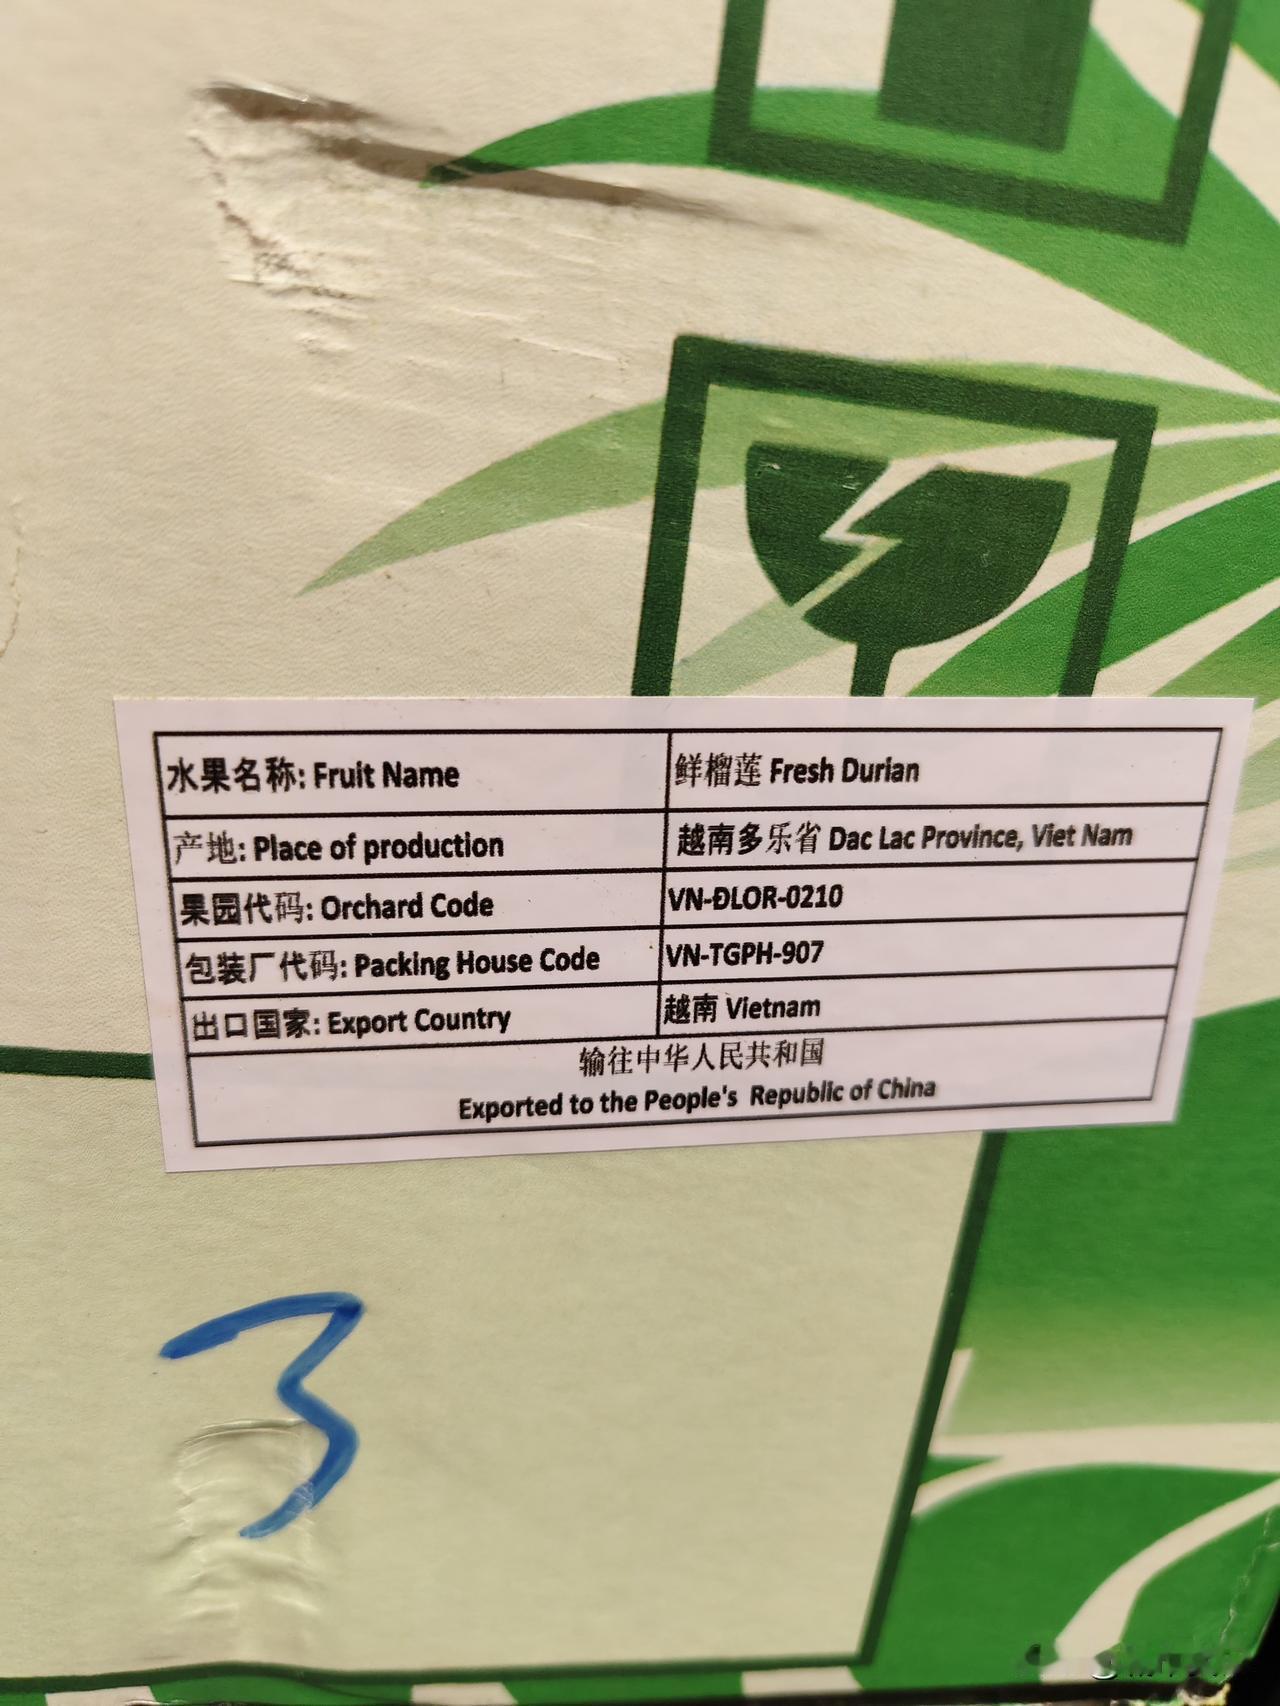 水果名称: Fruit Name 鲜榴莲 Fresh Durian
产地: Place of production 越南多乐省 Dac Lac Province, Viet Nam
果园代码: Orchard Code VN-ĐLOR-0210
包装厂代码: Packing House Code VN-TGPH-907
出口国家: Export Country 越南 Vietnam
输往中华人民共和国
Exported to the People's Republic of China
3